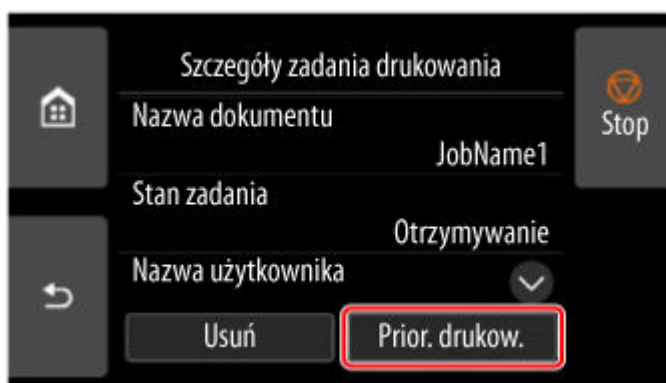 Szczegóły zadania drukowania
Nazwa dokumentu
JobName1
Stan zadania
Otrzymywanie
Nazwa użytkownika
Usuń
Prior. drukow.
Stop